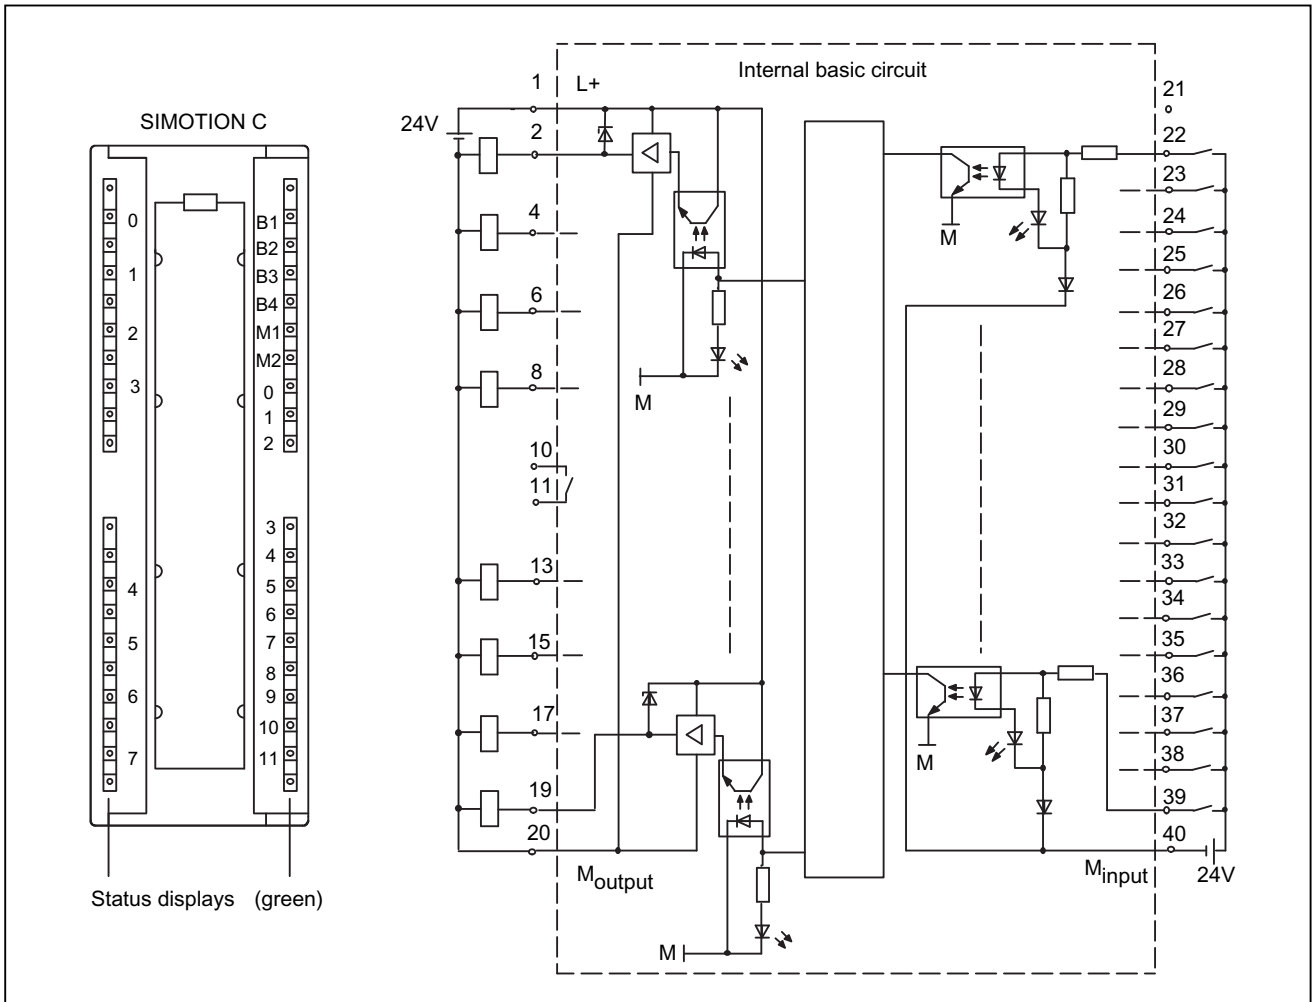 SIMOTION C
0
1
2
3
4
5
6
7
B1
B2
B3
B4
M1
M2
0
1
2
3
4
5
6
7
8
9
10
11
Status displays (green)
Internal basic circuit
24V
1
L+
2
4
6
8
10
11
13
15
17
19
20
M
M
M
M
Moutput
Minput
21
22
23
24
25
26
27
28
29
30
31
32
33
34
35
36
37
38
39
40
24V